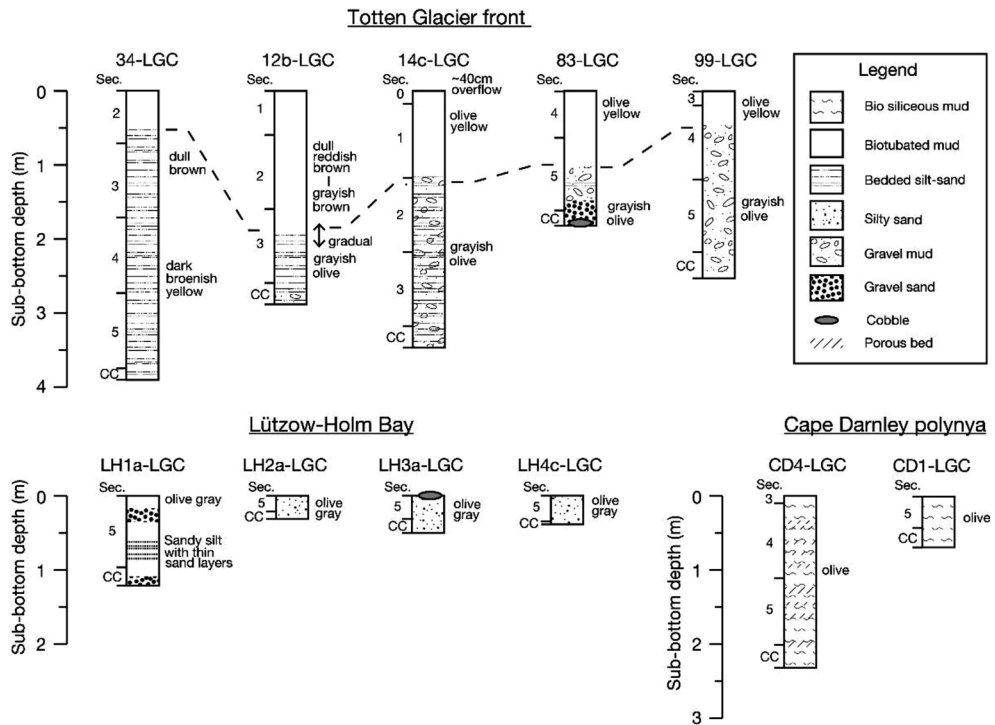 Totten Glacier front
34-LGC
12b-LGC
14c-LGC
83-LGC
99-LGC
Sec.
Sec.
Sec.
~40cm
overflow
Sec.
Sec.
Sub-bottom depth (m)
0
1
2
3
4
2
3
4
5
CC
dull
brown
dark
broenish
yellow
1
2
3
CC
dull
reddish
brown
grayish
brown
gradual
grayish
olive
0
1
2
3
CC
olive
yellow
grayish
olive
4
5
CC
olive
yellow
grayish
olive
3
4
5
CC
olive
yellow
grayish
olive
Legend
Bio siliceous mud
Biotubated mud
Bedded silt-sand
Silty sand
Gravel mud
Gravel sand
Cobble
Porous bed
Lützow-Holm Bay
LH1a-LGC
LH2a-LGC
LH3a-LGC
LH4c-LGC
Sub-bottom depth (m)
0
1
2
Sec.
5
CC
olive gray
Sandy silt
with thin
sand layers
Sec.
5
CC
olive
gray
Sec.
5
CC
olive
gray
Sec.
5
CC
olive
gray
Cape Darnley polynya
CD4-LGC
CD1-LGC
Sub-bottom depth (m)
0
1
2
3
Sec.
3
4
5
CC
olive
Sec.
5
CC
olive